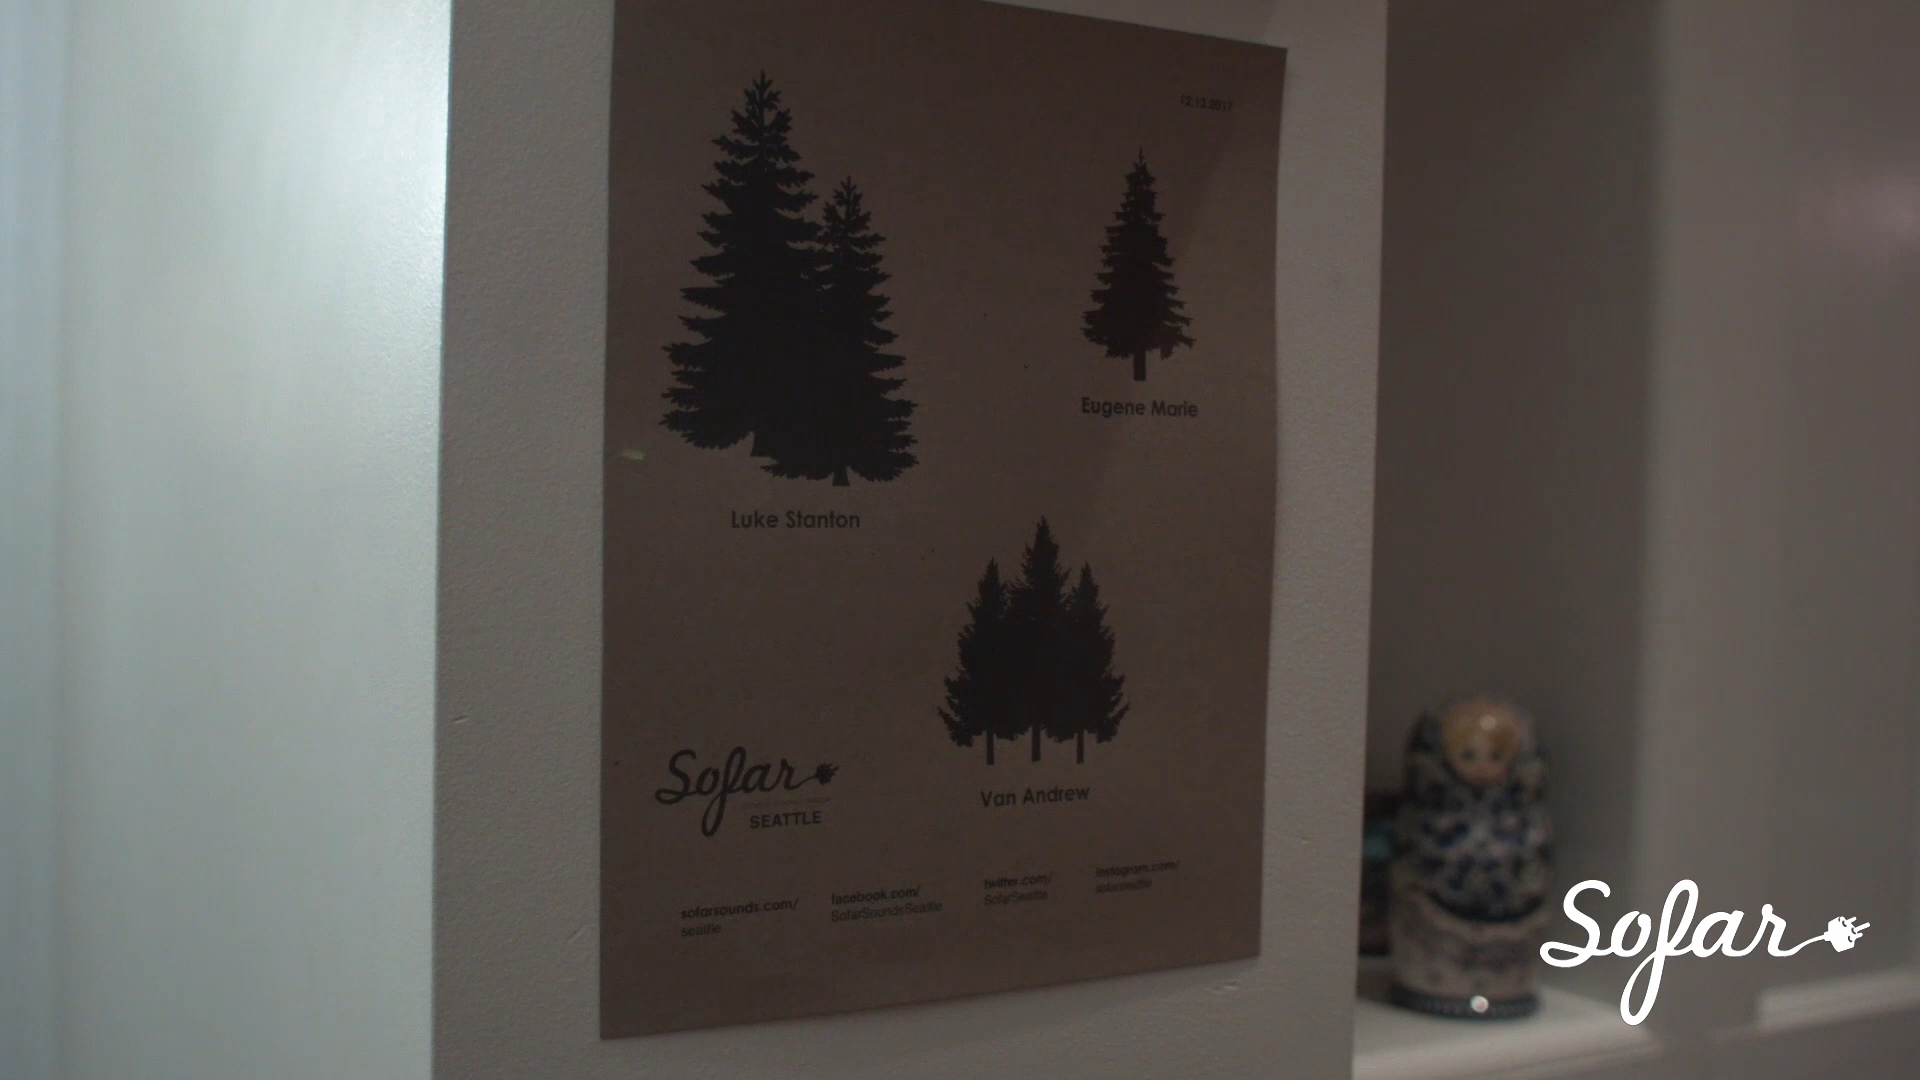 12.13.2017
Eugene Marie
Luke Stanton
Van Andrew
Sofar
SEATTLE
sofarsounds.com/
seattle
facebook.com/
SofarSoundsSeattle
twitter.com/
SofarSeattle
instagram.com/
sofarseattle
Sofar